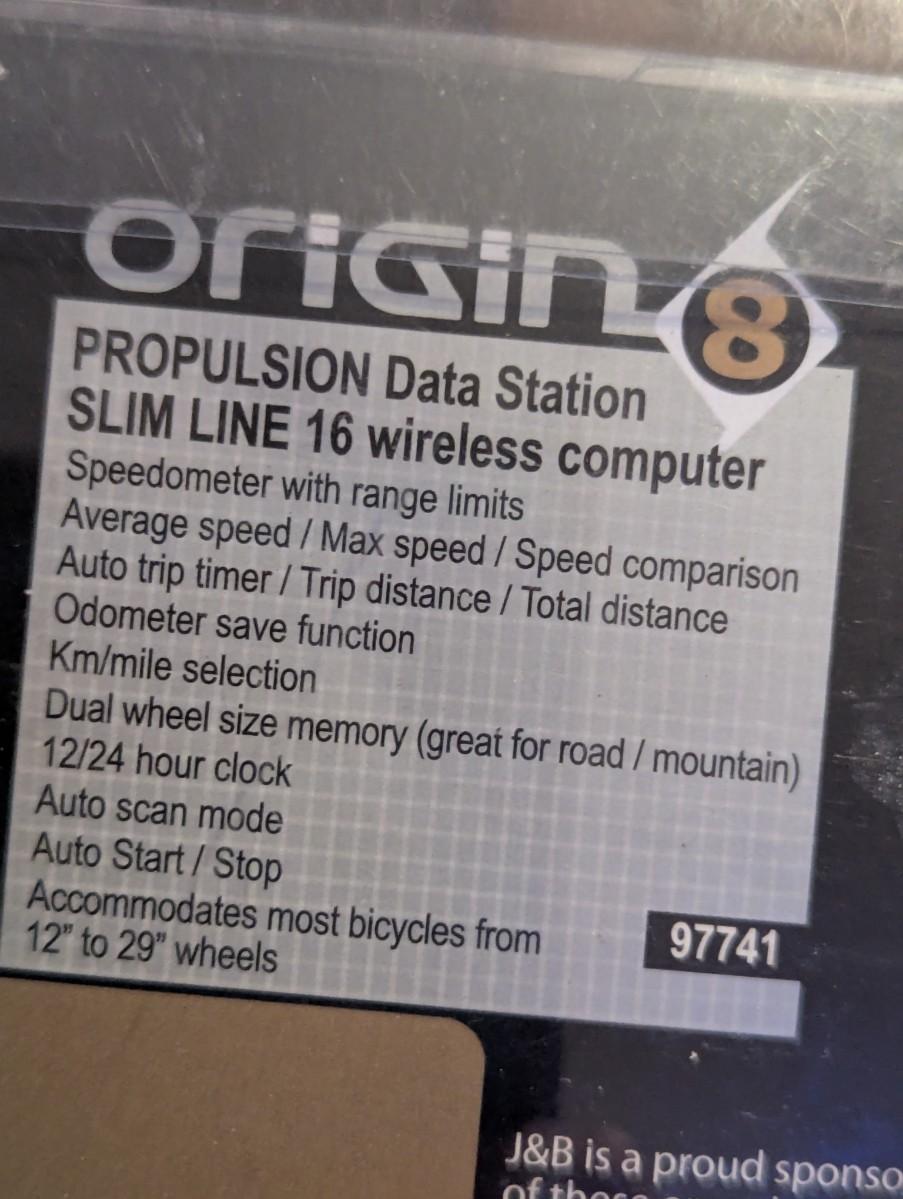 origin 8
PROPULSION Data Station
SLIM LINE 16 wireless computer
Speedometer with range limits
Average speed / Max speed / Speed comparison
Auto trip timer / Trip distance / Total distance
Odometer save function
Km/mile selection
Dual wheel size memory (great for road / mountain)
12/24 hour clock
Auto scan mode
Auto Start / Stop
Accommodates most bicycles from
12” to 29” wheels
97741
J&B is a proud sponso
of these